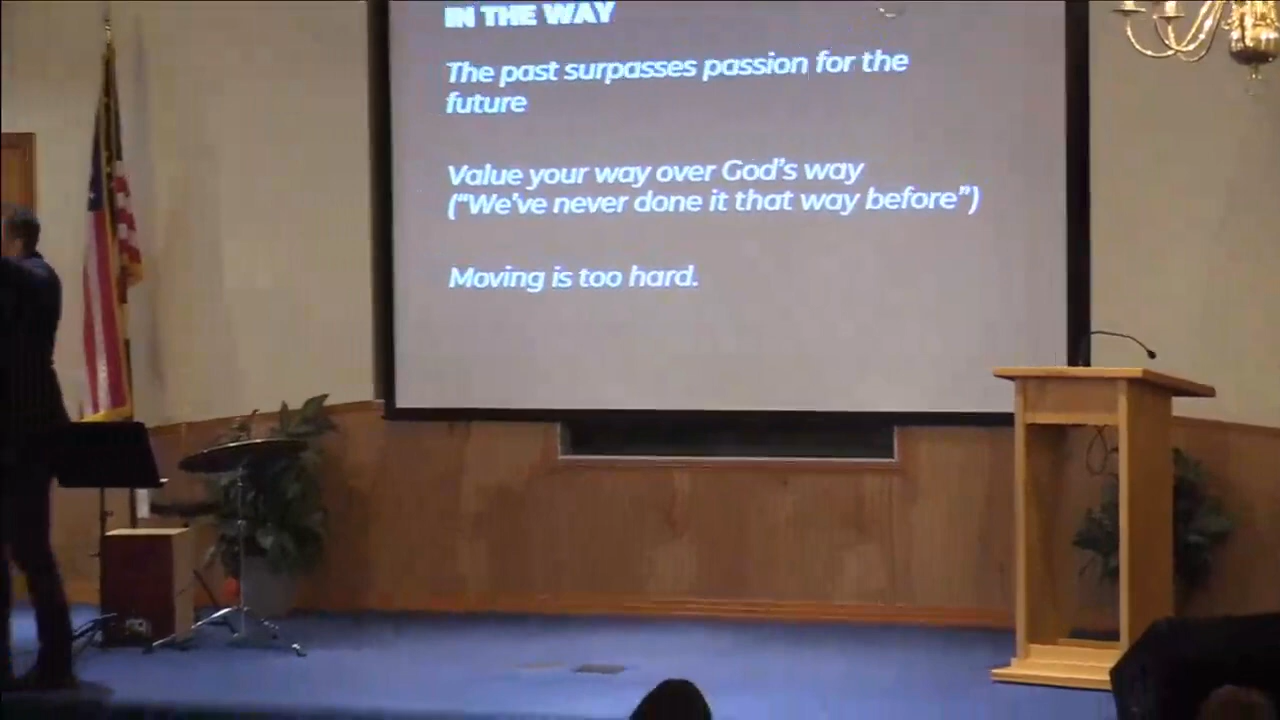 IN THE WAY
The past surpasses passion for the
future
Value your way over God's way
("We've never done it that way before")
Moving is too hard.